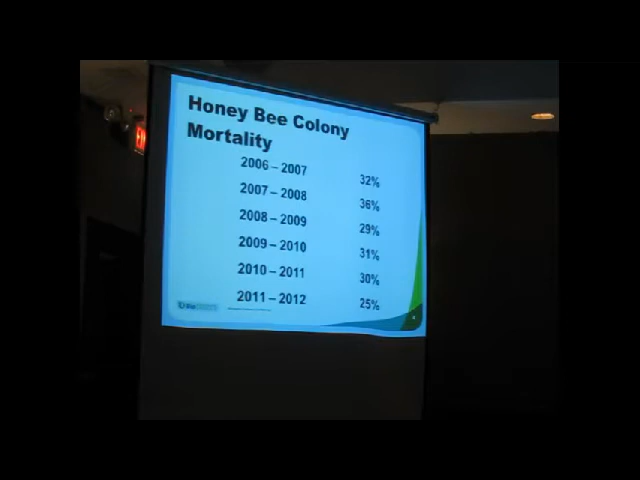 Honey Bee Colony
Mortality
2006 – 2007 32%
2007 – 2008 36%
2008 – 2009 29%
2009 – 2010 31%
2010 – 2011 30%
2011 – 2012 25%